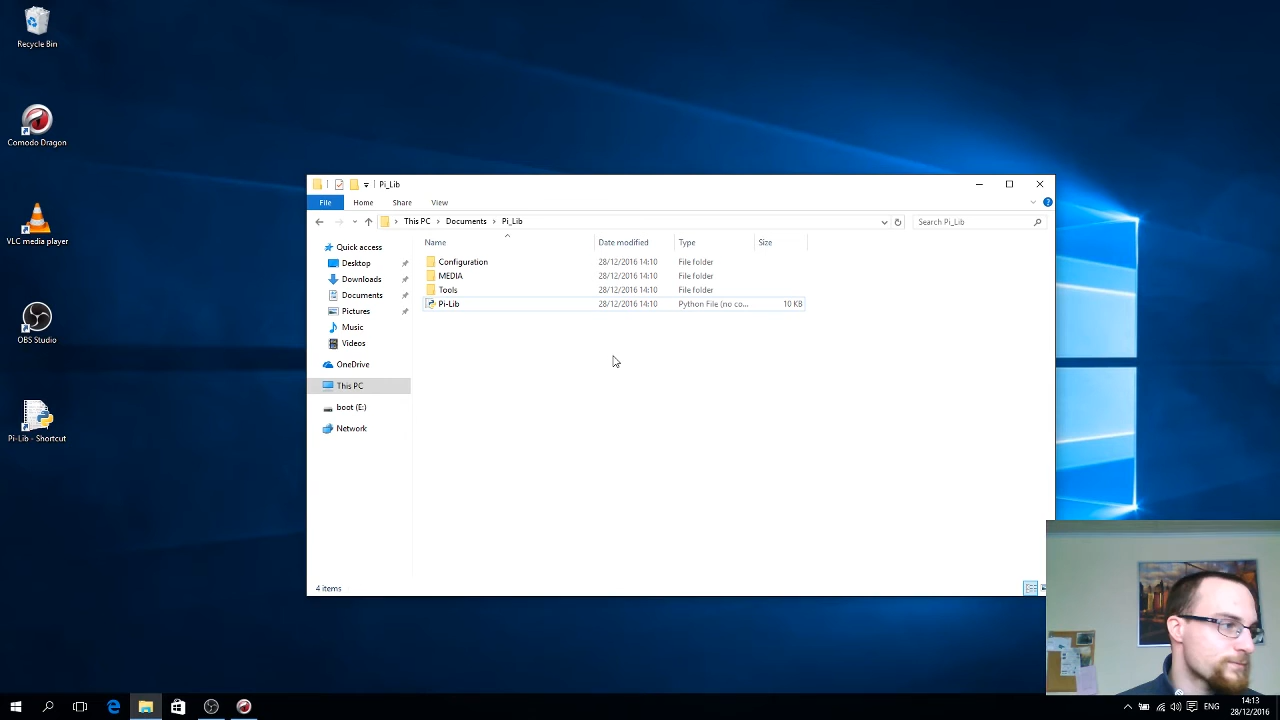 Recycle Bin
Comodo Dragon
VLC media player
OBS Studio
Pi-Lib - Shortcut
Pi_Lib
File Home Share View
This PC Documents Pi_Lib
Search Pi_Lib
Name Date modified Type Size
Quick access
Desktop
Downloads
Documents
Pictures
Music
Videos
OneDrive
This PC
boot (E:)
Network
Configuration 28/12/2016 14:10 File folder
MEDIA 28/12/2016 14:10 File folder
Tools 28/12/2016 14:10 File folder
Pi-Lib 28/12/2016 14:10 Python File (no co... 10 KB
4 items
ENG
14:13
28/12/2016